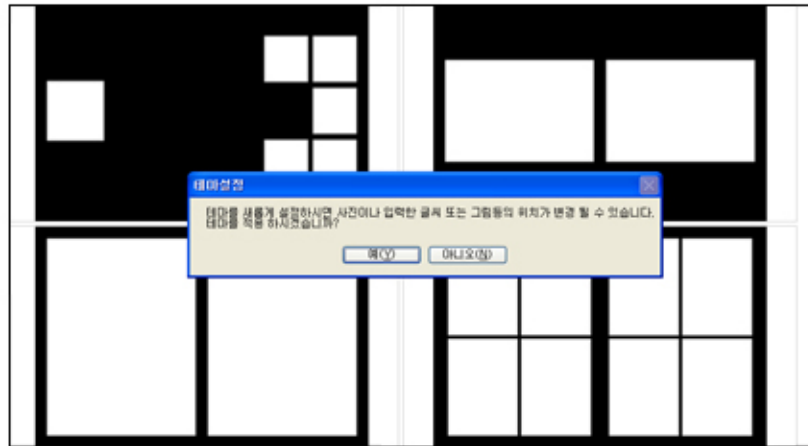 테마설정
테마를 새롭게 설정하시면 사진이나 입력한 글씨 또는 그림등의 위치가 변경 될 수 있습니다.
테마를 적용 하시겠습니까?
예(Y) 아니오(N)